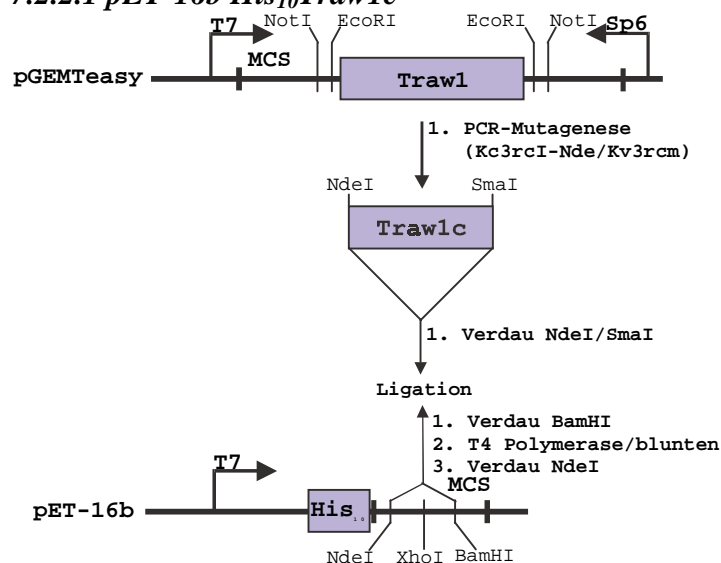 7.2.2.1 pET-16b-His10Traw1c
T7 NotI EcoRI EcoRI NotI Sp6
MCS
pGEMTeasy Traw1
1. PCR-Mutagenese
(Kc3rcI-Nde/Kv3rcm)
NdeI SmaI
Traw1c
1. Verdau NdeI/SmaI
Ligation
1. Verdau BamHI
2. T4 Polymerase/blunten
3. Verdau NdeI
T7 MCS
pET-16b His10
NdeI XhoI BamHI